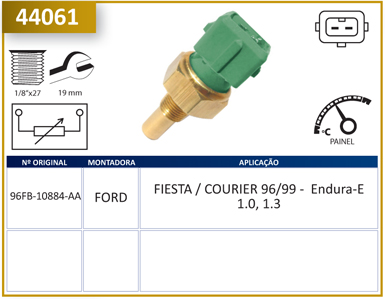 44061
1/8"x27
19 mm
°C
PAINEL
Nº ORIGINAL
MONTADORA
APLICAÇÃO
96FB-10884-AA
FORD
FIESTA / COURIER 96/99 - Endura-E
1.0, 1.3